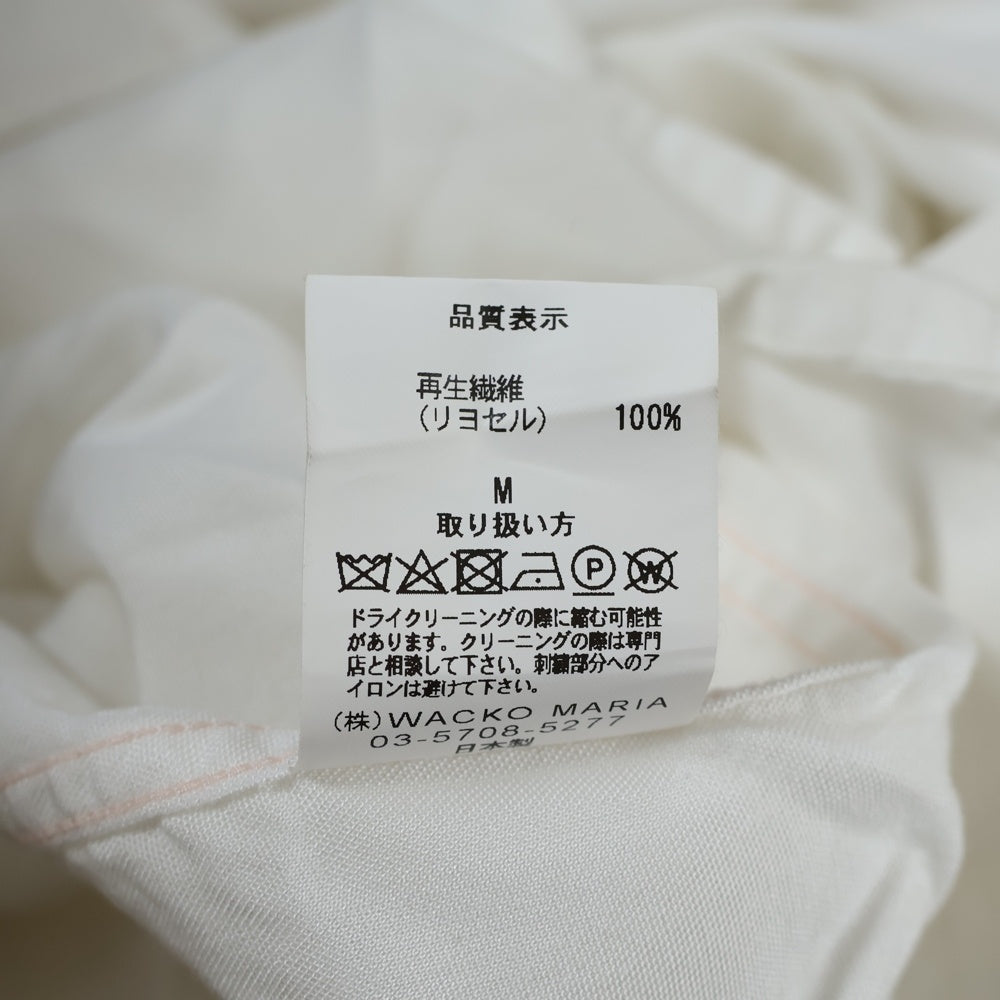 品質表示
再生繊維
(リヨセル) 100%
M
取り扱い方
P W
ドライクリーニングの際に縮む可能性
があります。クリーニングの際は専門
店と相談して下さい。刺繍部分へのア
イロンは避けて下さい。
(株)WACKO MARIA
03-5708-5277
日本製